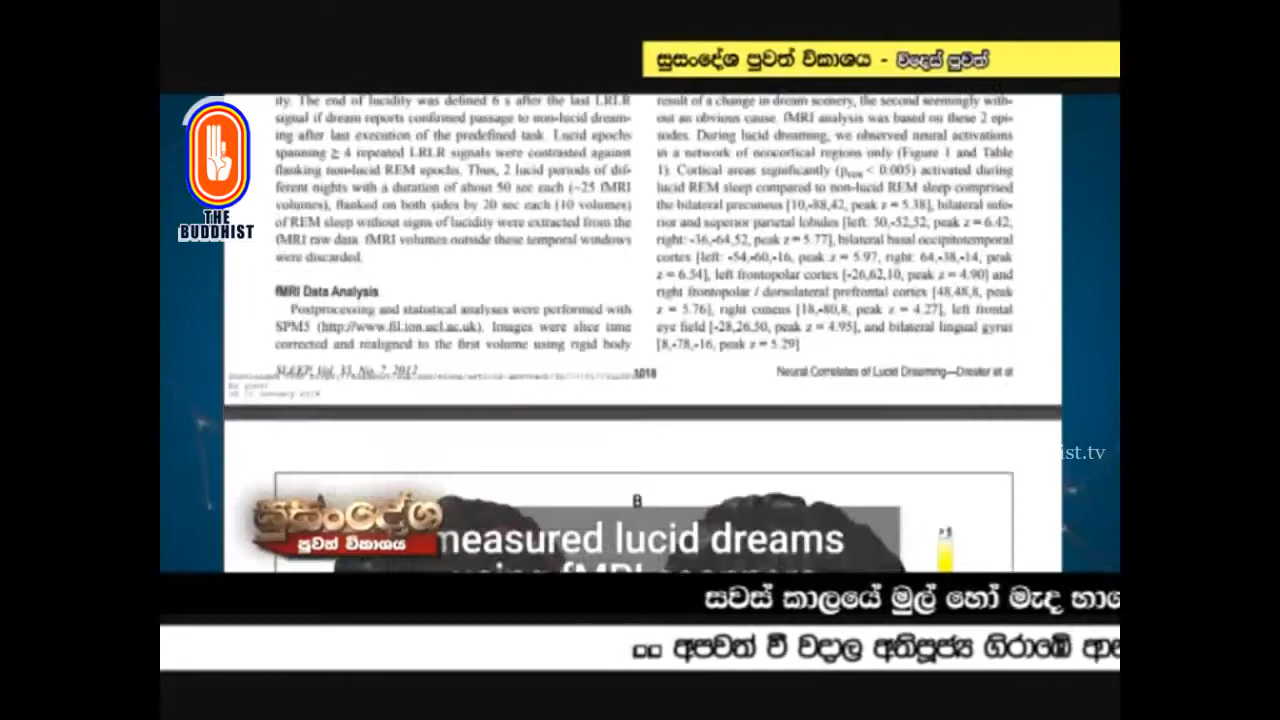 සුසංදේශ පුවත් විකාශය - විදෙස් පුවත්
THE
BUDDHIST
ity. The end of lucidity was defined 6 s after the last LRLR
signal if dream reports confirmed passage to non-lucid dream-
ing after last execution of the predefined task. Lucid epochs
spanning ≥ 4 repeated LRLR signals were contrasted against
flanking non-lucid REM epochs. Thus, 2 lucid periods of dif-
ferent nights with a duration of about 50 sec each (~25 fMRI
volumes), flanked on both sides by 20 sec each (10 volumes)
of REM sleep without signs of lucidity were extracted from the
fMRI raw data. fMRI volumes outside these temporal windows
were discarded.
fMRI Data Analysis
Postprocessing and statistical analyses were performed with
SPM5 (http://www.fil.ion.ucl.ac.uk). Images were slice time
corrected and realigned to the first volume using rigid body
result of a change in dream scenery, the second seemingly with-
out an obvious cause. fMRI analysis was based on these 2 epi-
sodes. During lucid dreaming, we observed neural activations
in a network of neocortical regions only (Figure 1 and Table
1). Cortical areas significantly (p < 0.005) activated during
lucid REM sleep compared to non-lucid REM sleep comprised
the bilateral precuneus [10,-88,42, peak z = 5.38], bilateral infe-
rior and superior parietal lobules [left: 50,-52,52, peak z = 6.42,
right: -36,-64,52, peak z = 5.77], bilateral basal occipitotemporal
cortex [left: -54,-60,-16, peak z = 5.97, right: 64,-38,-14, peak
z = 6.54], left frontopolar cortex [-26,62,10, peak z = 4.90] and
right frontopolar / dorsolateral prefrontal cortex [48,48,8, peak
z = 5.76], right cuneus [18,-80,8, peak z = 4.27], left frontal
eye field [-28,26,50, peak z = 4.95], and bilateral lingual gyrus
[8,-78,-16, peak z = 5.29]
SLEEP, Vol. 35, No. 7, 2012
1018
Neural Correlates of Lucid Dreaming—Dresler et al
ist.tv
B
සුසංදේශ
පුවත් විකාශය
measured lucid dreams
using fMRI scanners
සවස් කාලයේ මුල් හෝ මැද භාග
අපවත් වී වදාළ අතිපූජ්‍ය ගිරාඹේ ආන